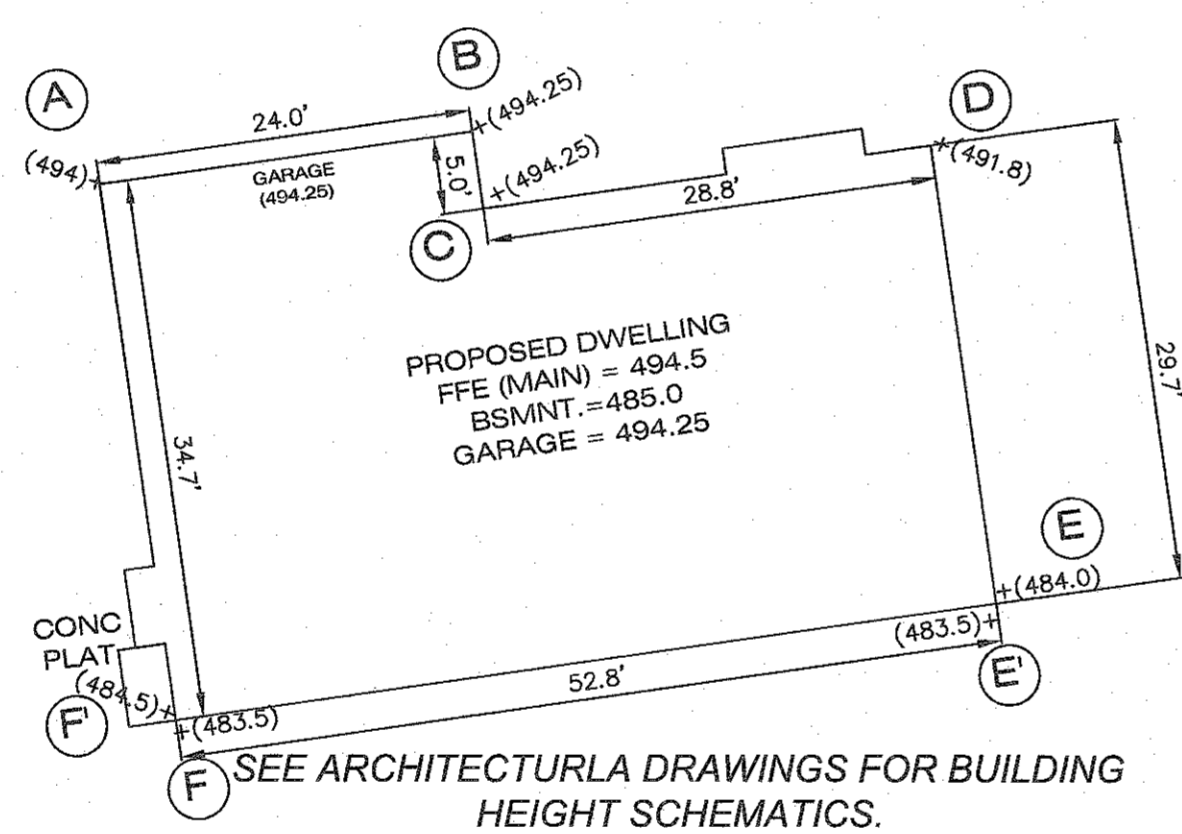 A
B
24.0'
(494.25)
D
(494)
GARAGE
(494.25)
5.0'
(494.25)
(491.8)
28.8'
C
PROPOSED DWELLING
FFE (MAIN) = 494.5
BSMNT.=485.0
GARAGE = 494.25
29.7'
34.7'
E
(484.0)
CONC
PLAT
(483.5)
(484.5)
52.8'
E'
F'
(483.5)
F
SEE ARCHITECTURLA DRAWINGS FOR BUILDING
HEIGHT SCHEMATICS.